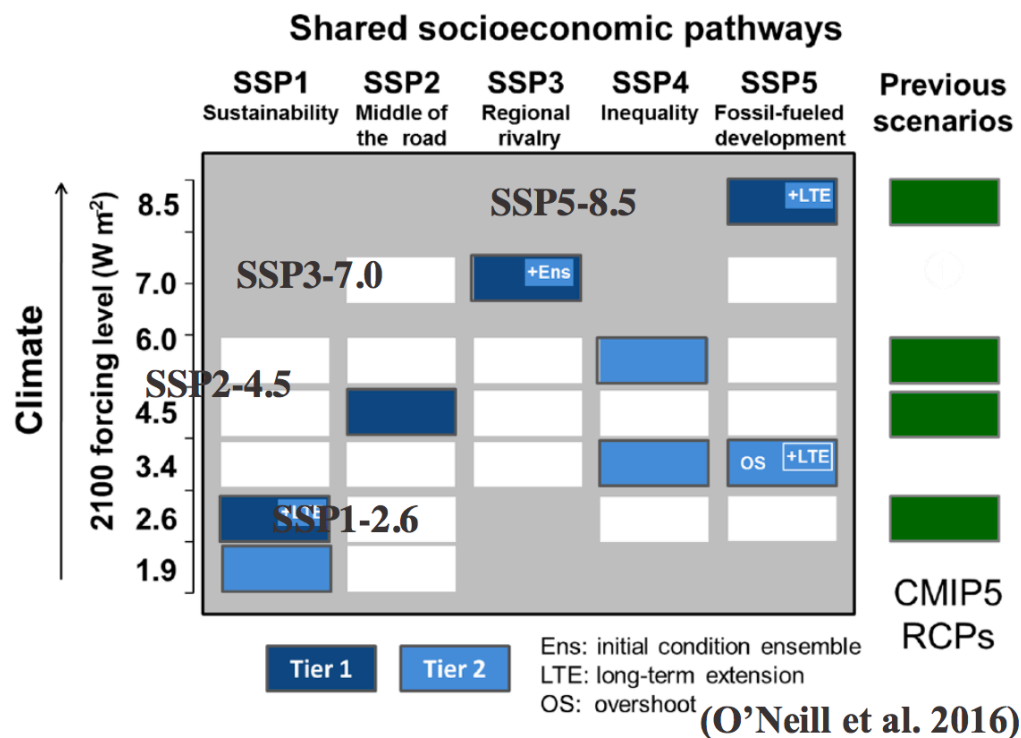 Shared socioeconomic pathways
SSP1
Sustainability
SSP2
Middle of
the road
SSP3
Regional
rivalry
SSP4
Inequality
SSP5
Fossil-fueled
development
Previous
scenarios
Climate
2100 forcing level (W m-2)
8.5
SSP5-8.5
+LTE
7.0
SSP3-7.0
+Ens
6.0
SSP2-4.5
4.5
3.4
OS
+LTE
2.6
+LTE
SSP1-2.6
1.9
CMIP5
RCPs
Tier 1
Tier 2
Ens: initial condition ensemble
LTE: long-term extension
OS: overshoot
(O’Neill et al. 2016)